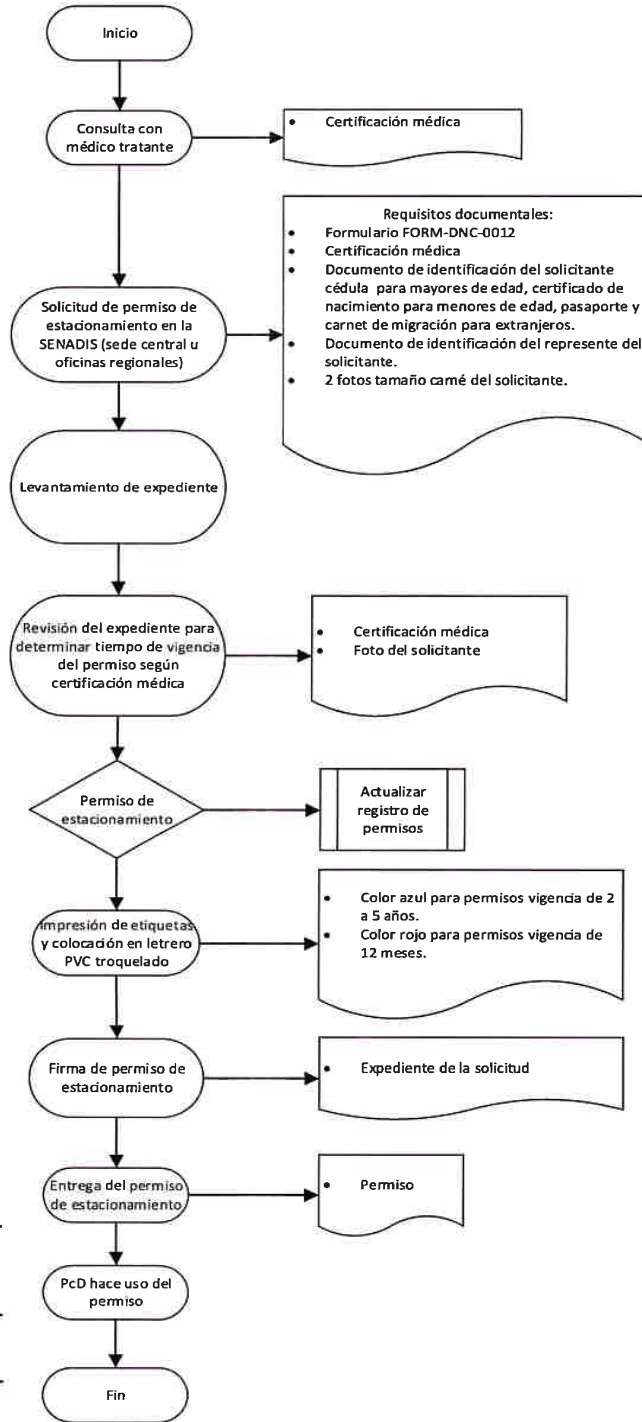 Inicio
Consulta con
médico tratante
• Certificación médica
Requisitos documentales:
• Formulario FORM-DNC-0012
• Certificación médica
• Documento de identificación del solicitante
cédula para mayores de edad, certificado de
nacimiento para menores de edad, pasaporte y
carnet de migración para extranjeros.
• Documento de identificación del represente del
solicitante.
• 2 fotos tamaño carné del solicitante.
Solicitud de permiso de
estacionamiento en la
SENADIS (sede central u
oficinas regionales)
Levantamiento de expediente
Revisión del expediente para
determinar tiempo de vigencia
del permiso según
certificación médica
• Certificación médica
• Foto del solicitante
Permiso de
estacionamiento
Actualizar
registro de
permisos
Impresión de etiquetas
y colocación en letrero
PVC troquelado
• Color azul para permisos vigencia de 2
a 5 años.
• Color rojo para permisos vigencia de
12 meses.
Firma de permiso de
estacionamiento
• Expediente de la solicitud
Entrega del permiso
de estacionamiento
• Permiso
PcD hace uso del
permiso
Fin